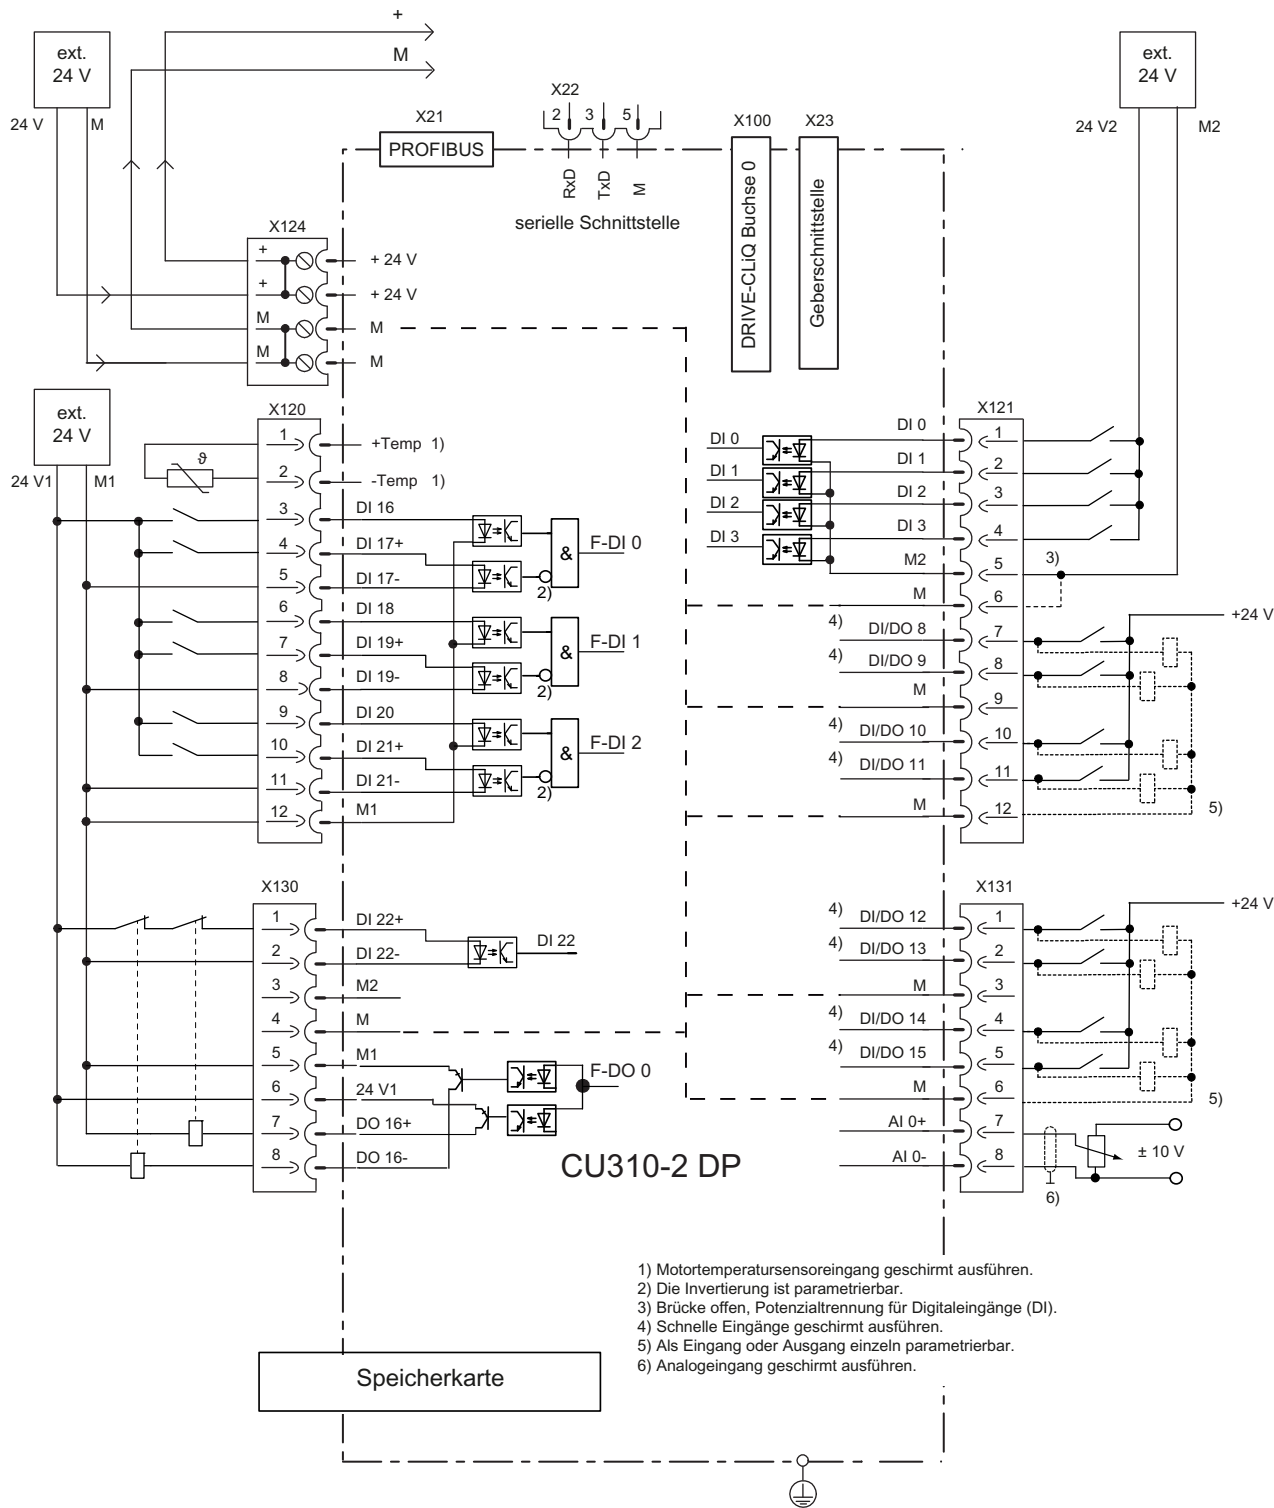 +
M
ext.
24 V
24 V
M
ext.
24 V
24 V2
M2
X21
PROFIBUS
X22
2
3
5
RxD
TxD
M
serielle Schnittstelle
X100
DRIVE-CLiQ Buchse 0
X23
Geberschnittstelle
X124
+
+ 24 V
+
+ 24 V
M
M
M
M
ext.
24 V
24 V1
M1
X120
1
+Temp 1)
2
-Temp 1)
ϑ
3
DI 16
4
DI 17+
5
DI 17-
6
DI 18
7
DI 19+
8
DI 19-
9
DI 20
10
DI 21+
11
DI 21-
12
M1
&
F-DI 0
2)
&
F-DI 1
2)
&
F-DI 2
2)
X121
DI 0
DI 0
1
DI 1
DI 1
2
DI 2
DI 2
3
DI 3
DI 3
4
M2
5
3)
M
6
+24 V
4)
DI/DO 8
7
4)
DI/DO 9
8
M
9
4)
DI/DO 10
10
4)
DI/DO 11
11
M
12
5)
X130
1
DI 22+
DI 22
2
DI 22-
3
M2
4
M
5
M1
6
24 V1
7
DO 16+
8
DO 16-
F-DO 0
X131
+24 V
4)
DI/DO 12
1
4)
DI/DO 13
2
M
3
4)
DI/DO 14
4
4)
DI/DO 15
5
M
6
5)
AI 0+
7
AI 0-
8
± 10 V
6)
CU310-2 DP
1) Motortemperatursensoreingang geschirmt ausführen.
2) Die Invertierung ist parametrierbar.
3) Brücke offen, Potenzialtrennung für Digitaleingänge (DI).
4) Schnelle Eingänge geschirmt ausführen.
5) Als Eingang oder Ausgang einzeln parametrierbar.
6) Analogeingang geschirmt ausführen.
Speicherkarte